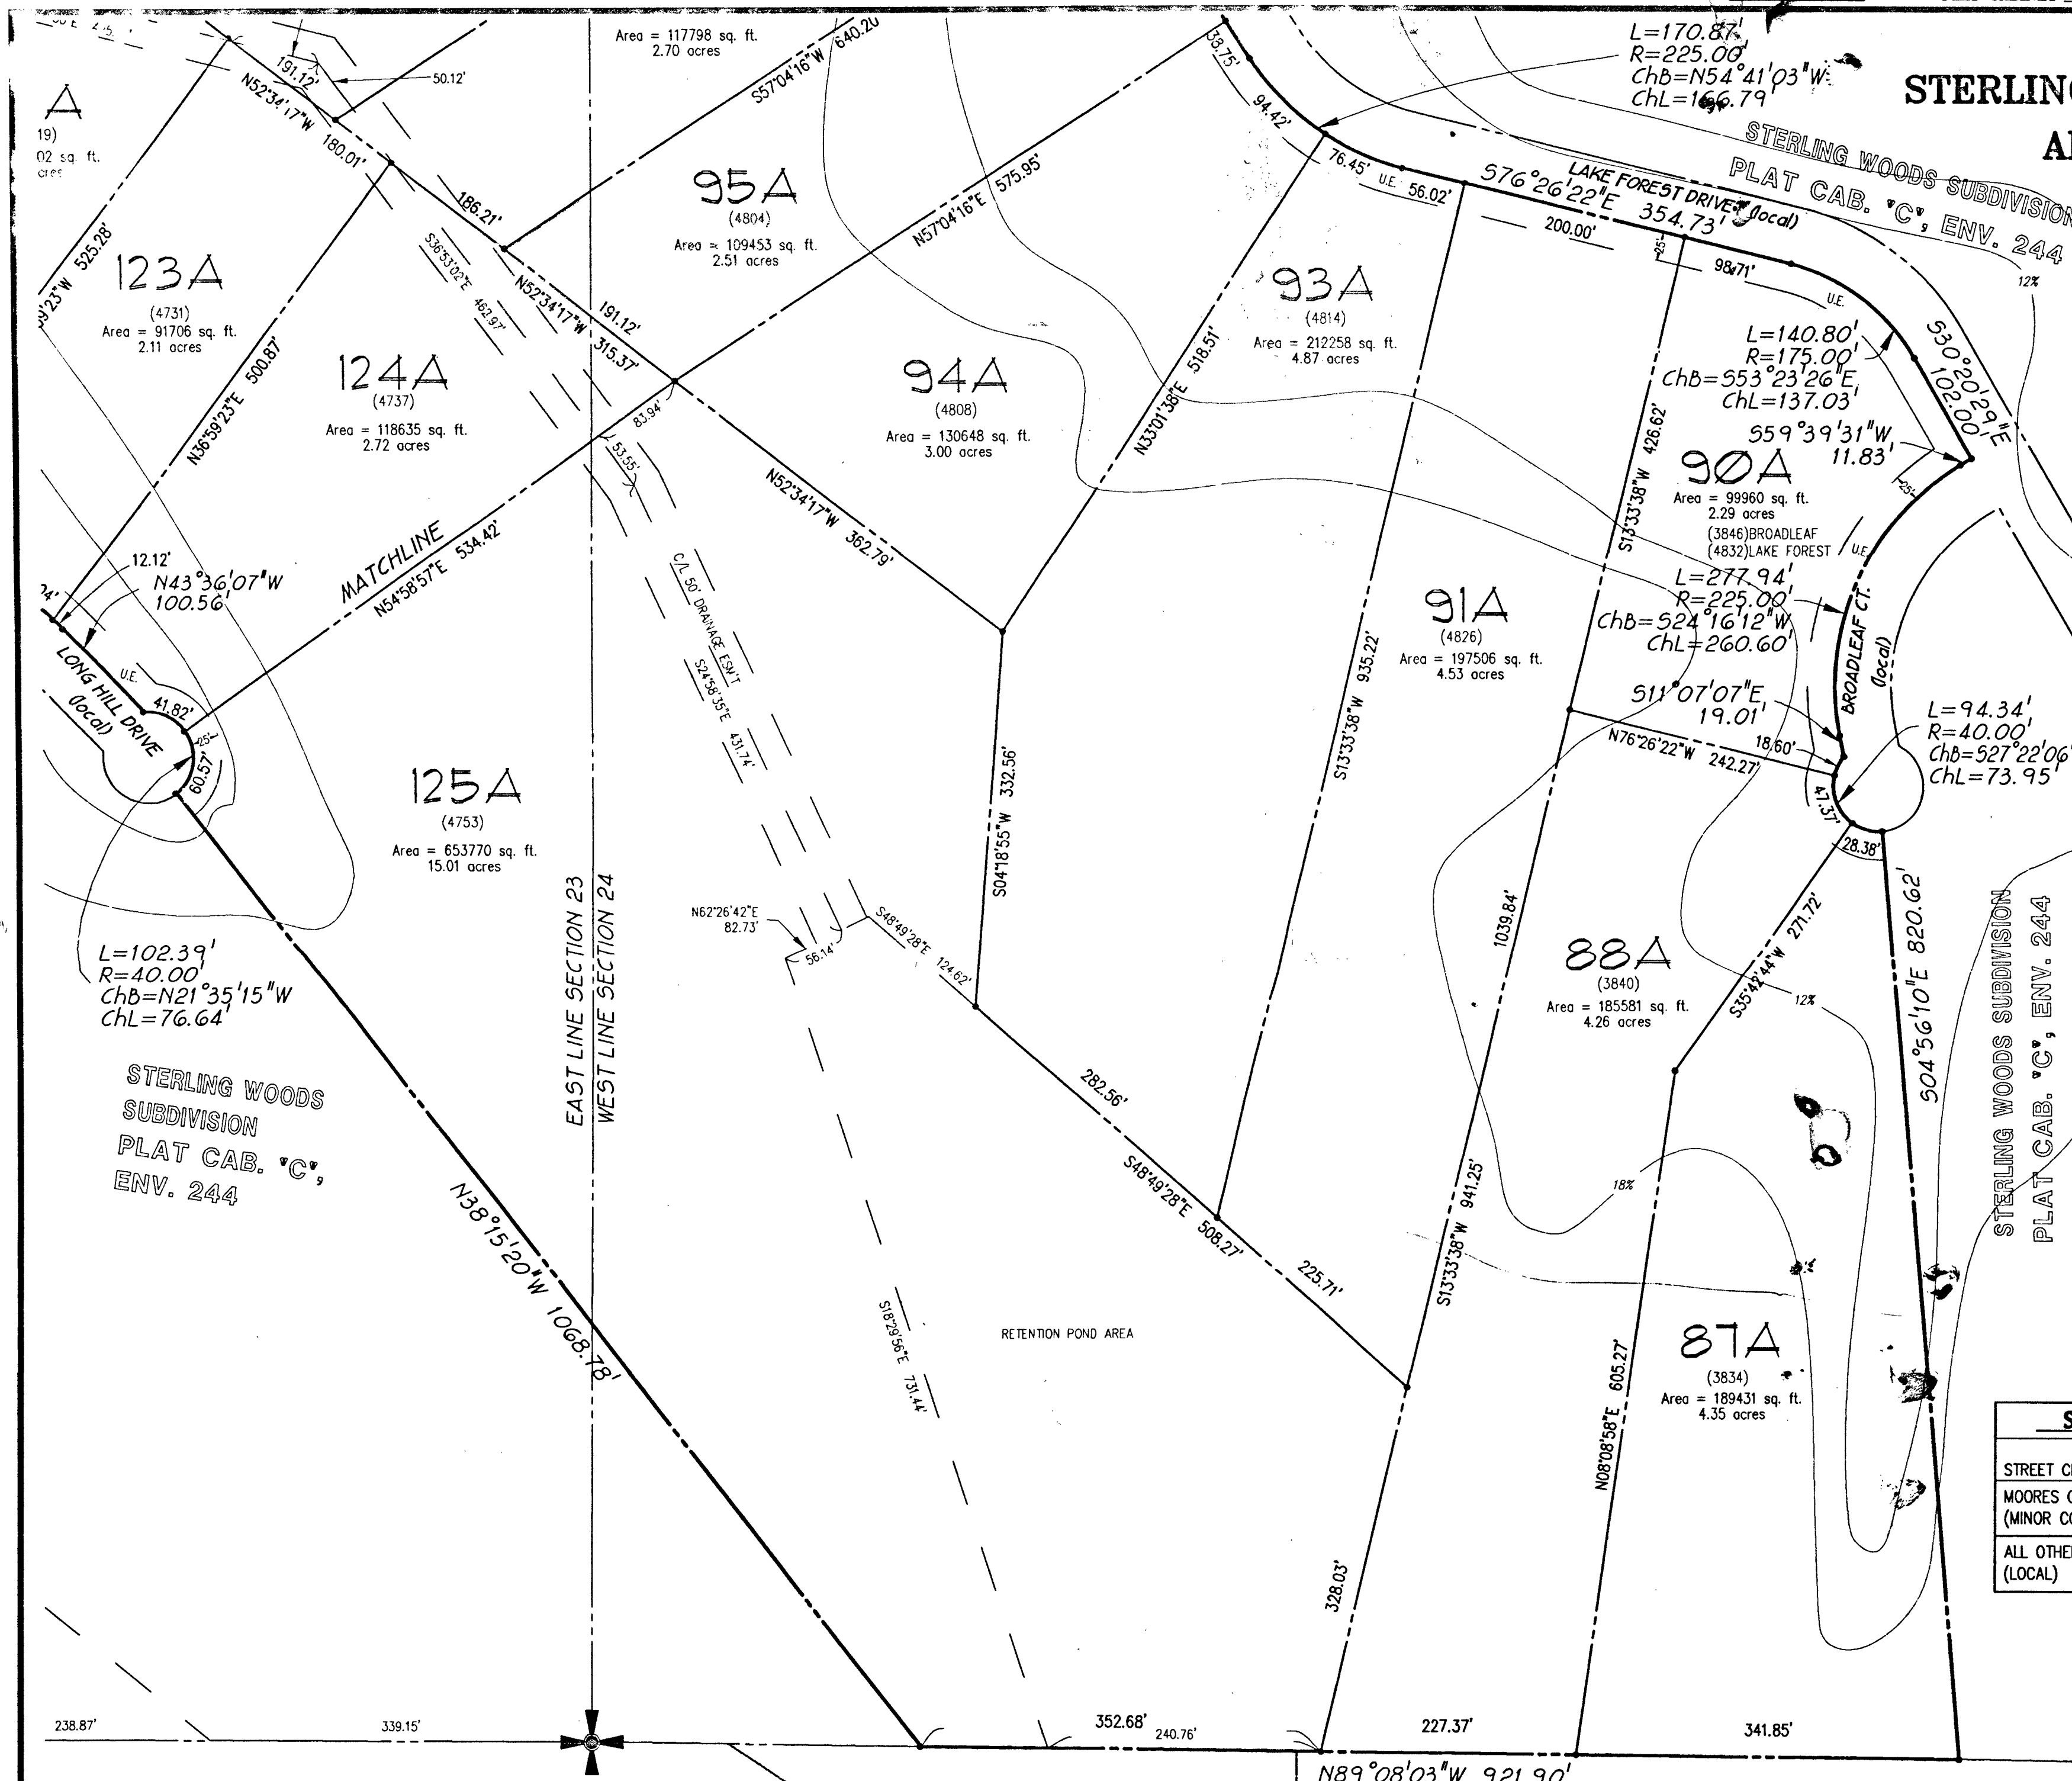 Area = 117798 sq. ft.
2.70 acres
S57°04'16"W 640.20
191.12'
50.12'
N52°34'17"W 180.01'
A
19)
02 sq. ft.
cres
525.28'
123A
(4731)
Area = 91706 sq. ft.
2.11 acres
N36°59'23"E 500.87'
186.21'
S36°53'02"E 462.97'
N52°34'17"W 315.37'
191.12'
124A
(4737)
Area = 118635 sq. ft.
2.72 acres
95A
(4804)
Area = 109453 sq. ft.
2.51 acres
N57°04'16"E 575.95'
38.75'
94.42'
76.45'
U.E.
56.02'
L=170.87'
R=225.00'
ChB=N54°41'03"W
ChL=166.79'
STERLING
STERLING WOODS SUBDIVISION
PLAT CAB. "C", ENV. 244
LAKE FOREST DRIVE (local)
S76°26'22"E 354.73'
200.00'
25'
98.71'
U.E.
12%
S30°20'29"E
102.00'
93A
(4814)
Area = 212258 sq. ft.
4.87 acres
94A
(4808)
Area = 130648 sq. ft.
3.00 acres
N33°01'38"E 518.51'
L=140.80'
R=175.00'
ChB=S53°23'26"E
ChL=137.03'
S59°39'31"W
11.83'
25'
S13°33'38"W 426.62'
90A
Area = 99960 sq. ft.
2.29 acres
(3846)BROADLEAF
(4832)LAKE FOREST
U.E.
L=277.94'
R=225.00'
ChB=S24°16'12"W
ChL=260.60'
BROADLEAF CT.
(local)
S11°07'07"E
19.01'
18.60'
N76°26'22"W 242.27'
47.37'
28.38'
L=94.34'
R=40.00'
ChB=S27°22'06"
ChL=73.95'
83.94'
53.55'
N52°34'17"W 362.79'
MATCHLINE
N54°58'57"E 534.42'
12.12'
N43°36'07"W
100.56'
LONG HILL DRIVE
(local)
U.E.
41.82'
25'
60.57'
C/L 50' DRAINAGE ESM'T
S24°58'35"E 431.74'
125A
(4753)
Area = 653770 sq. ft.
15.01 acres
91A
(4826)
Area = 197506 sq. ft.
4.53 acres
S13°33'38"W 935.22'
S04°18'55"W 332.56'
N62°26'42"E
82.73'
56.14'
S48°49'28"E 124.62'
L=102.39'
R=40.00'
ChB=N21°35'15"W
ChL=76.64'
STERLING WOODS
SUBDIVISION
PLAT CAB. "C",
ENV. 244
EAST LINE SECTION 23
WEST LINE SECTION 24
1039.84'
88A
(3840)
Area = 185581 sq. ft.
4.26 acres
S35°42'44"W 271.72'
12%
S04°56'10"E 820.62'
STERLING WOODS SUBDIVISION
PLAT CAB. "C", ENV. 244
282.56'
S48°49'28"E 508.27'
225.71'
S13°33'38"W 941.25'
18%
N38°15'20"W 1068.78'
S18°29'56"E 731.44'
RETENTION POND AREA
87A
(3834)
Area = 189431 sq. ft.
4.35 acres
N08°08'58"E 605.27'
328.03'
S
STREET C
MOORES
(MINOR CO
ALL OTHE
(LOCAL)
238.87'
339.15'
352.68'
240.76'
227.37'
341.85'
N89°08'03"W 921.90'